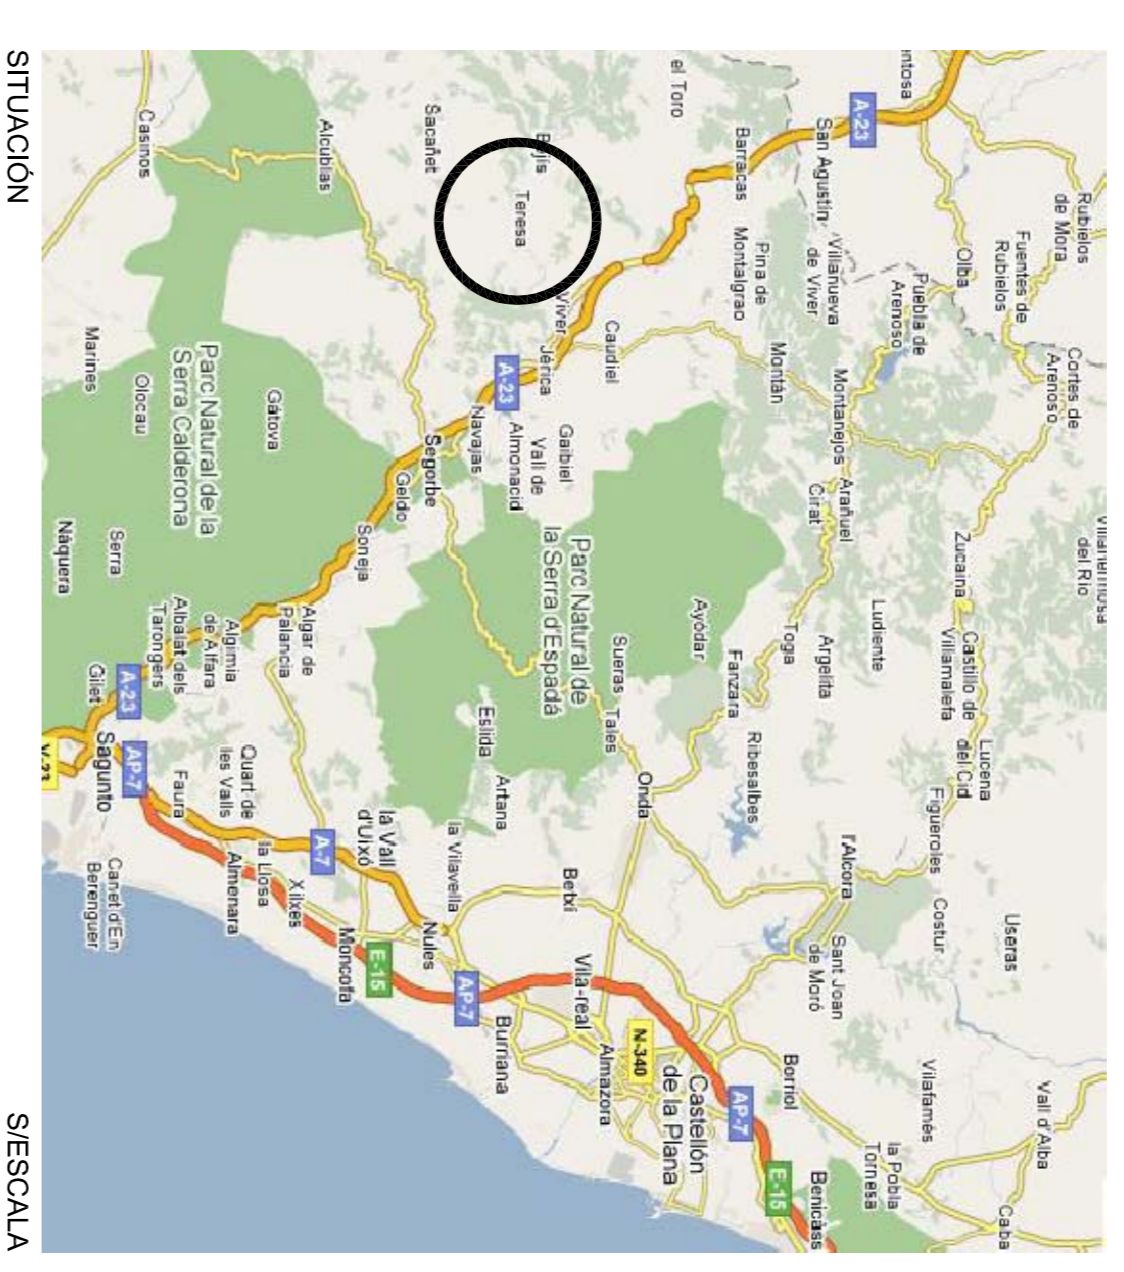 Rubielos
de Mora
Cortes de
Arenoso
del Río
Fuentes de
Rubielos
Vall d'Alba
Useras
Caba
Olba
Zucaina
Castillo de
Villamalefa
Lucena
del Cid
Figueroles
Costur
Vilafamés
Puebla de
Arenoso
la Pobla
Tornesa
Ludiente
A-23
San Agustín
Villanueva
de Viver
Montanejos
Arañuel
Cirat
Argelita
l'Alcora
Sant Joan
de Moró
Benicàss
Barracas
Pina de
Montalgrao
Montán
Toga
Borriol
E-15
Fanzara
Ribesalbes
AP-7
el Toro
Ayódar
Castellón
de la Plana
Onda
N-340
Caudiel
Sueras
Tales
Almazora
Bejís
Teresa
Viver
Jérica
Gaibiel
Vall de
Almonacid
Parc Natural de
la Serra d'Espadà
Betxí
Vila-real
A-23
Artana
Burriana
Navajas
Eslida
AP-7
Sacañet
Segorbe
la Vilavella
Nules
Geldo
la Vall
d'Uixó
E-15
Soneja
Moncofa
Alcublas
A-7
Algar de
Palancia
Xilxes
Gátova
la Llosa
Almenara
Quart de
les Valls
Algimia
de Alfara
Parc Natural de la
Serra Calderona
Albalat dels
Tarongers
Faura
Casinos
Olocau
A-23
AP-7
Serra
Canet d'En
Berenguer
Marines
Gilet
Sagunto
Náquera
V-23
SITUACIÓN
S/ESCALA